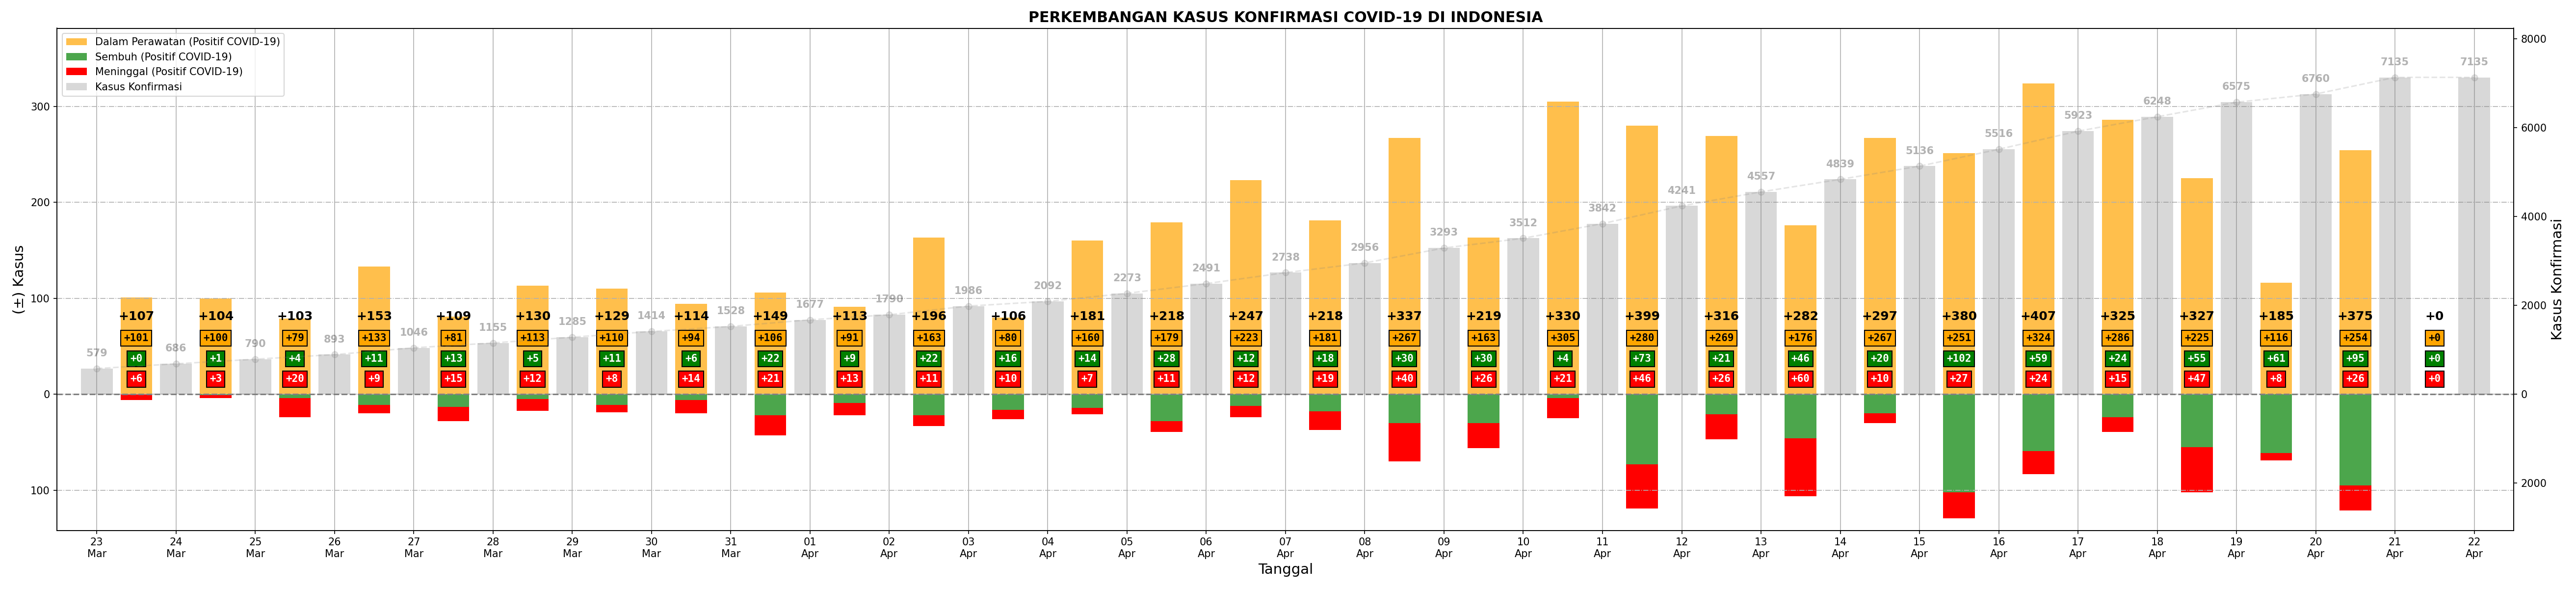 PERKEMBANGAN KASUS KONFIRMASI COVID-19 DI INDONESIA
Dalam Perawatan (Positif COVID-19)
Sembuh (Positif COVID-19)
Meninggal (Positif COVID-19)
Kasus Konfirmasi
(±) Kasus
300
200
100
0
100
8000
6000
4000
2000
0
2000
Kasus Konfirmasi
579 686 790 893 1046 1155 1285 1414 1528 1677 1790 1986 2092 2273 2491 2738 2956 3293 3512 3842 4241 4557 4839 5136 5516 5923 6248 6575 6760 7135 7135
+107 +104 +103 +153 +109 +130 +129 +114 +149 +113 +196 +106 +181 +218 +247 +218 +337 +219 +330 +399 +316 +282 +297 +380 +407 +325 +327 +185 +375 +0
+101 +100 +79 +133 +81 +113 +110 +94 +106 +91 +163 +80 +160 +179 +223 +181 +267 +163 +305 +280 +269 +176 +267 +251 +324 +286 +225 +116 +254 +0
+0 +1 +4 +11 +13 +5 +11 +6 +22 +9 +22 +16 +14 +28 +12 +18 +30 +30 +4 +73 +21 +46 +20 +102 +59 +24 +55 +61 +95 +0
+6 +3 +20 +9 +15 +12 +8 +14 +21 +13 +11 +10 +7 +11 +12 +19 +40 +26 +21 +46 +26 +60 +10 +27 +24 +15 +47 +8 +26 +0
23 24 25 26 27 28 29 30 31 01 02 03 04 05 06 07 08 09 10 11 12 13 14 15 16 17 18 19 20 21 22
Mar Mar Mar Mar Mar Mar Mar Mar Mar Apr Apr Apr Apr Apr Apr Apr Apr Apr Apr Apr Apr Apr Apr Apr Apr Apr Apr Apr Apr Apr Apr
Tanggal